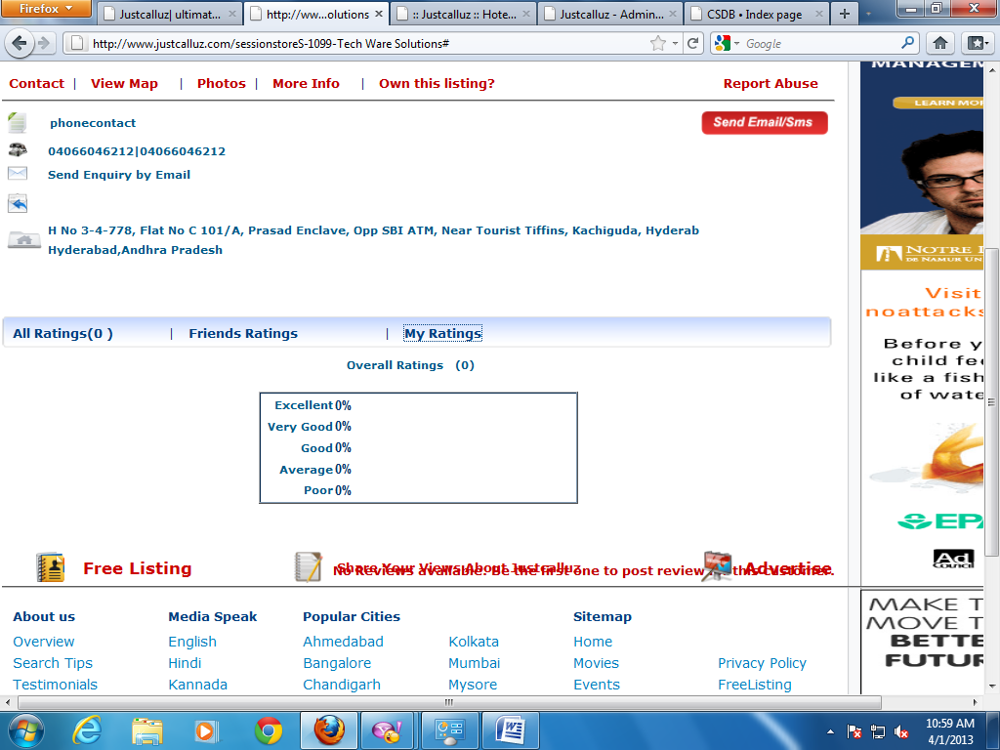 Firefox
Justcalluz| ultimat...
http://ww...olutions
:: Justcalluz :: Hote...
Justcalluz - Admin...
CSDB • Index page
http://www.justcalluz.com/sessionstoreS-1099-Tech Ware Solutions#
Google
Contact | View Map | Photos | More Info | Own this listing? Report Abuse
phonecontact
Send Email/Sms
04066046212|04066046212
Send Enquiry by Email
H No 3-4-778, Flat No C 101/A, Prasad Enclave, Opp SBI ATM, Near Tourist Tiffins, Kachiguda, Hyderab
Hyderabad,Andhra Pradesh
All Ratings(0 ) | Friends Ratings | My Ratings
Overall Ratings (0)
Excellent 0%
Very Good 0%
Good 0%
Average 0%
Poor 0%
Free Listing
Share Your Views About Justcalluz
No Reviews available. Be the first one to post review this customer.
Advertise
About us Media Speak Popular Cities Sitemap
Overview English Ahmedabad Kolkata Home
Search Tips Hindi Bangalore Mumbai Movies Privacy Policy
Testimonials Kannada Chandigarh Mysore Events FreeListing
MANAGEM
LEARN MOR
NOTRE
DE NAMUR UN
Visit
noattacks
Before y
child fee
like a fish
of wate
EPA
Ad
COUNCIL
MAKE T
MOVE T
BETTE
FUTUR
10:59 AM
4/1/2013